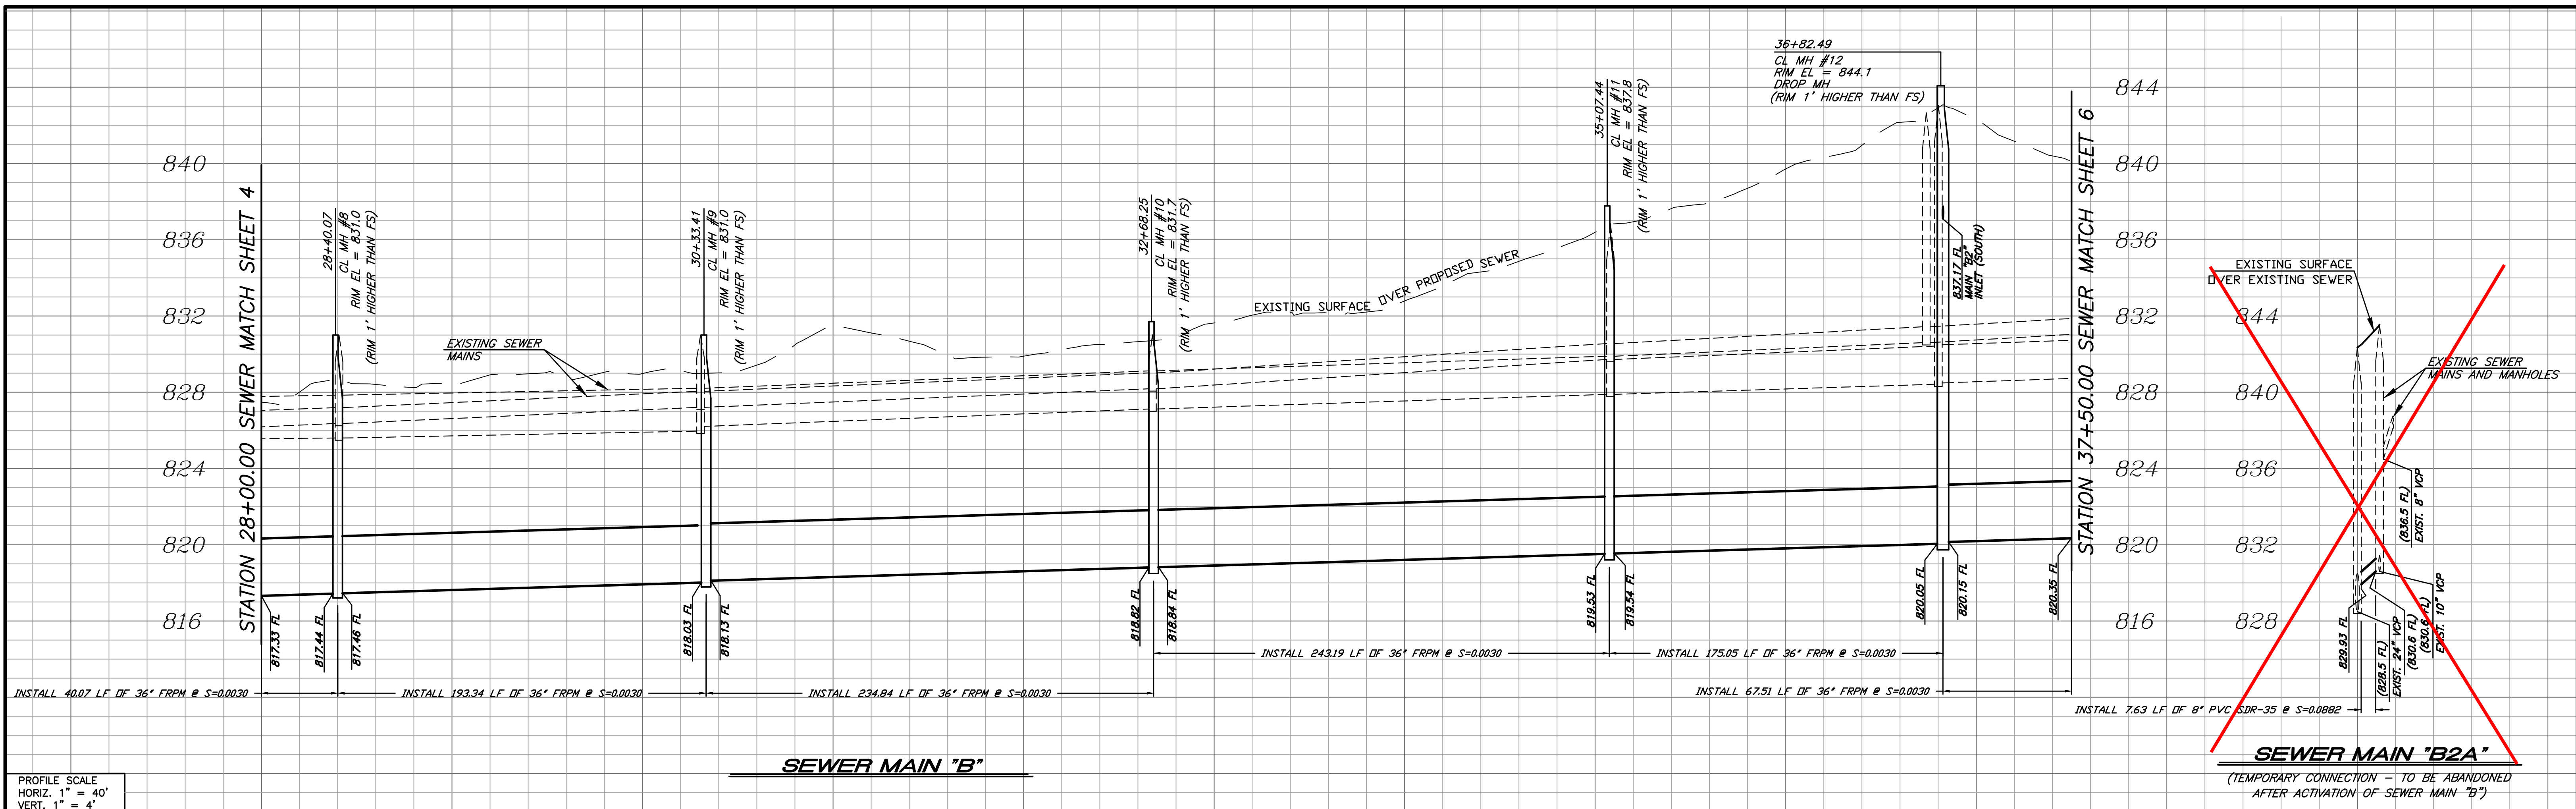 36+82.49
CL MH #12
RIM EL = 844.1
DROP MH
(RIM 1' HIGHER THAN FS)
844
840
836
832
828
824
820
816
STATION 28+00.00 SEWER MATCH SHEET 4
28+40.07
CL MH #8
RIM EL = 831.0
(RIM 1' HIGHER THAN FS)
EXISTING SEWER
MAINS
30+33.41
CL MH #9
RIM EL = 831.0
(RIM 1' HIGHER THAN FS)
32+68.25
CL MH #10
RIM EL = 831.7
(RIM 1' HIGHER THAN FS)
EXISTING SURFACE OVER PROPOSED SEWER
35+07.44
CL MH #11
RIM EL = 837.8
(RIM 1' HIGHER THAN FS)
837.17 FL
MAIN "B2"
INLET (SOUTH)
STATION 37+50.00 SEWER MATCH SHEET 6
840
836
832
828
824
820
816
817.33 FL
817.44 FL
817.46 FL
818.03 FL
818.13 FL
818.82 FL
818.84 FL
819.53 FL
819.54 FL
820.05 FL
820.15 FL
820.35 FL
INSTALL 243.19 LF OF 36" FRPM @ S=0.0030
INSTALL 175.05 LF OF 36" FRPM @ S=0.0030
INSTALL 40.07 LF OF 36" FRPM @ S=0.0030
INSTALL 193.34 LF OF 36" FRPM @ S=0.0030
INSTALL 234.84 LF OF 36" FRPM @ S=0.0030
INSTALL 67.51 LF OF 36" FRPM @ S=0.0030
SEWER MAIN "B"
PROFILE SCALE
HORIZ. 1" = 40'
VERT. 1" = 4'
EXISTING SURFACE
OVER EXISTING SEWER
844
840
836
832
828
EXISTING SEWER
MAINS AND MANHOLES
(836.5 FL)
EXIST. 8" VCP
829.93 FL
(828.5 FL)
EXIST. 24" VCP
(830.6 FL)
(830.6 FL)
EXIST. 10" VCP
INSTALL 7.63 LF OF 8" PVC SDR-35 @ S=0.0882
SEWER MAIN "B2A"
(TEMPORARY CONNECTION – TO BE ABANDONED
AFTER ACTIVATION OF SEWER MAIN "B")